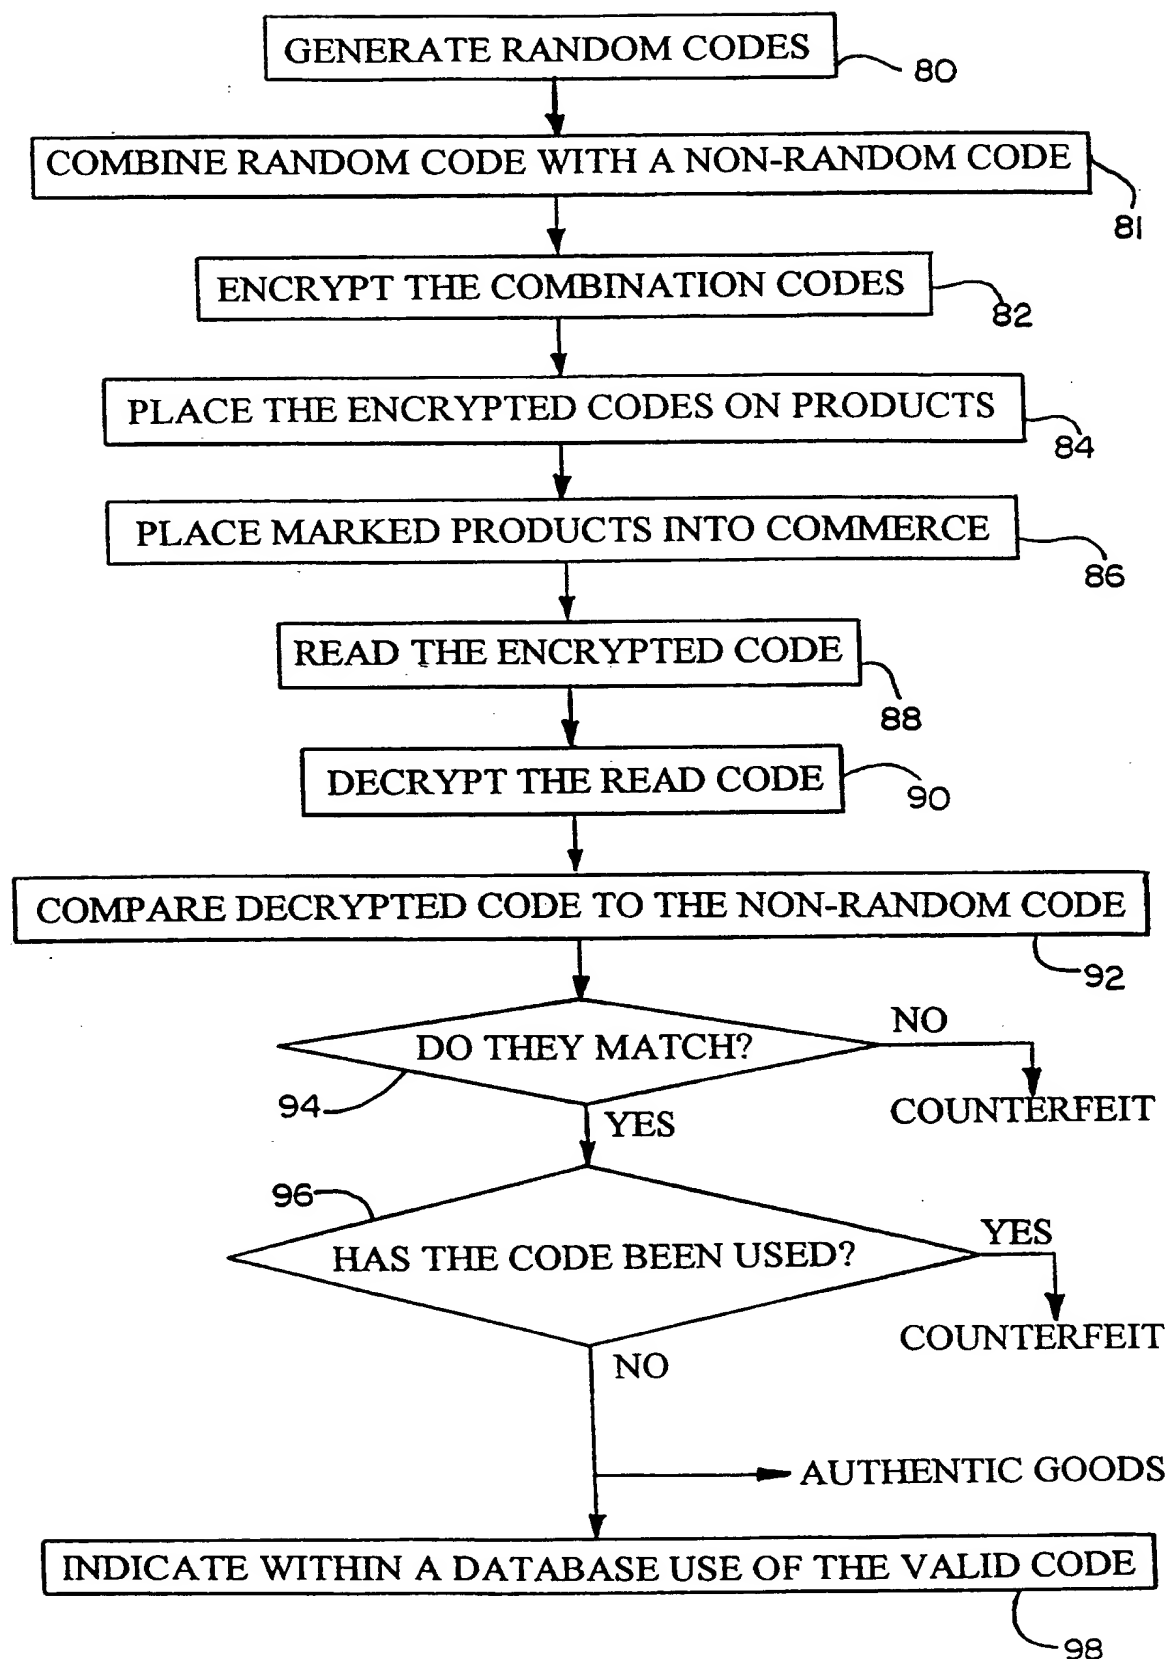 GENERATE RANDOM CODES
80
COMBINE RANDOM CODE WITH A NON-RANDOM CODE
81
ENCRYPT THE COMBINATION CODES
82
PLACE THE ENCRYPTED CODES ON PRODUCTS
84
PLACE MARKED PRODUCTS INTO COMMERCE
86
READ THE ENCRYPTED CODE
88
DECRYPT THE READ CODE
90
COMPARE DECRYPTED CODE TO THE NON-RANDOM CODE
92
DO THEY MATCH?
NO
94
COUNTERFEIT
YES
96
HAS THE CODE BEEN USED?
YES
COUNTERFEIT
NO
AUTHENTIC GOODS
INDICATE WITHIN A DATABASE USE OF THE VALID CODE
98